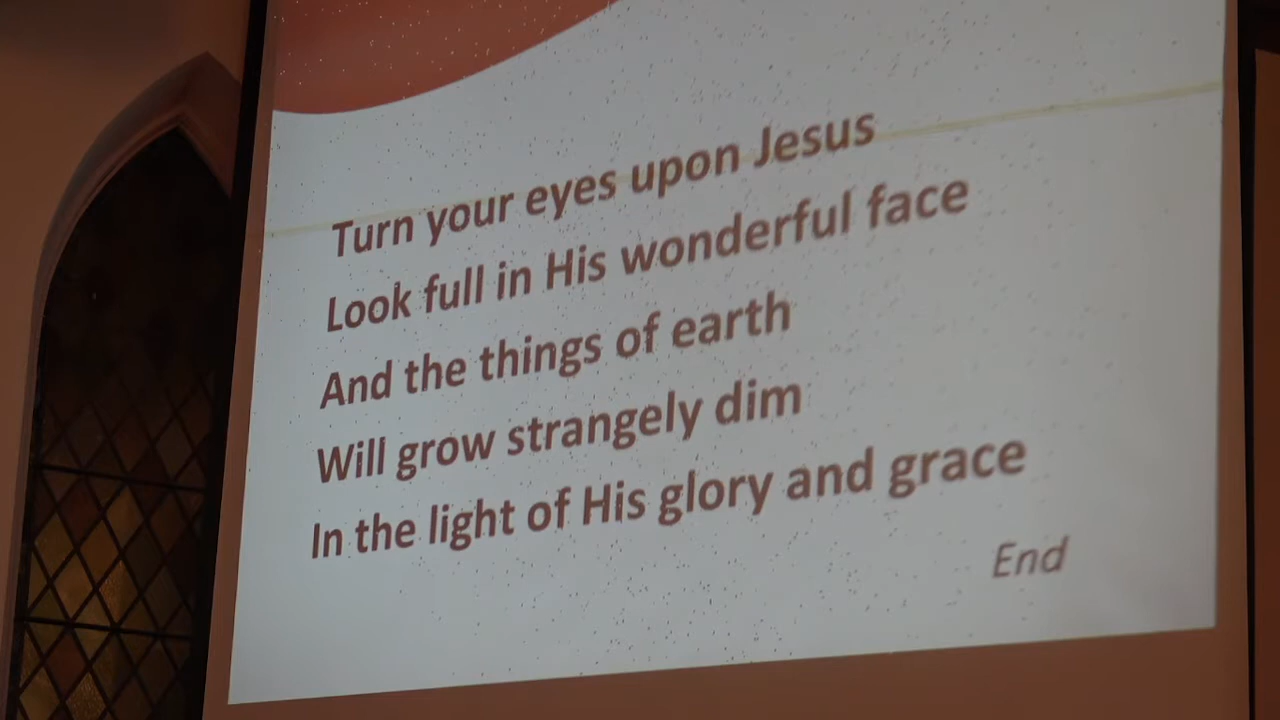 Turn your eyes upon Jesus
Look full in His wonderful face
And the things of earth
Will grow strangely dim
In the light of His glory and grace
End